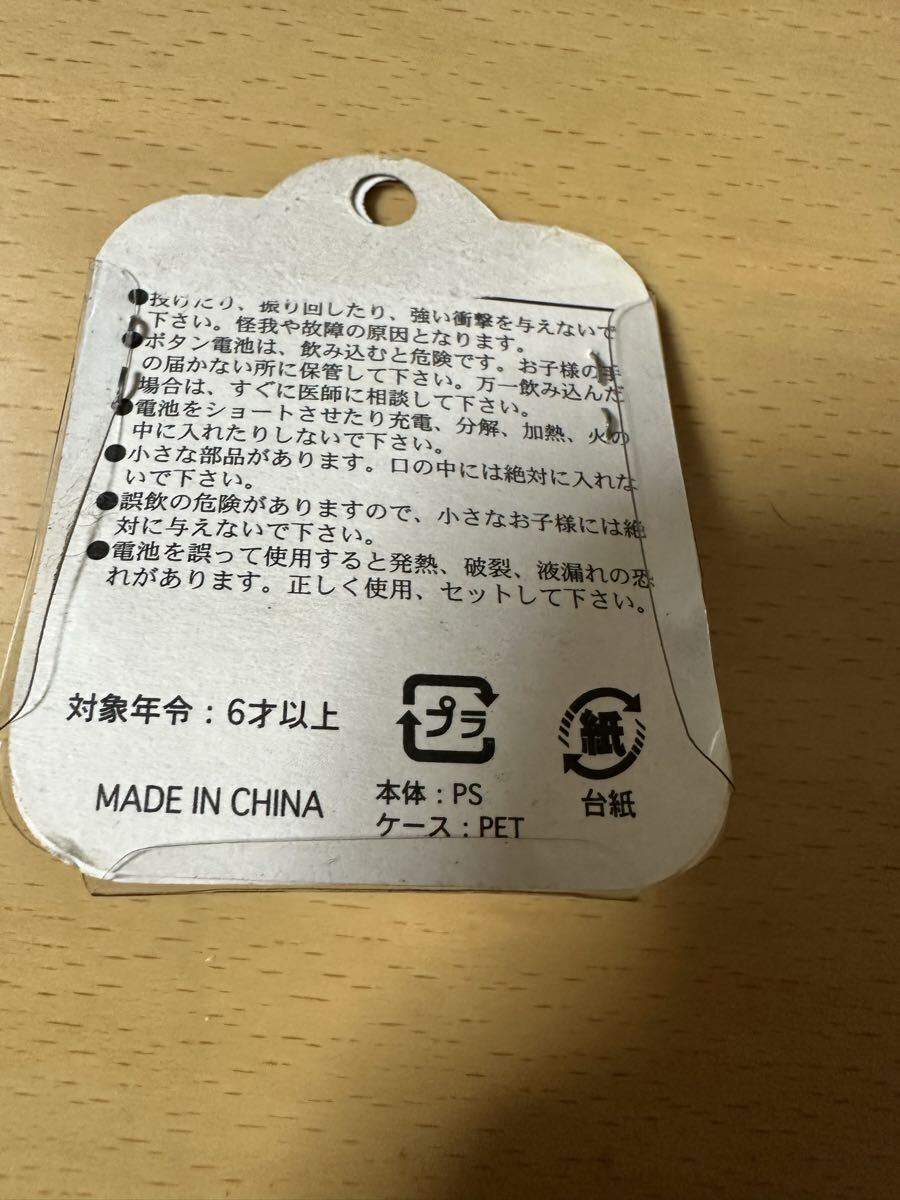 ●投げたり、振り回したり、強い衝撃を与えないで
下さい。怪我や故障の原因となります。
●ボタン電池は、飲み込むと危険です。お子様の手
の届かない所に保管して下さい。万一飲み込んだ
場合は、すぐに医師に相談して下さい。
●電池をショートさせたり充電、分解、加熱、火の
中に入れたりしないで下さい。
●小さな部品があります。口の中には絶対に入れな
いで下さい。
●誤飲の危険がありますので、小さなお子様には絶
対に与えないで下さい。
●電池を誤って使用すると発熱、破裂、液漏れの恐
れがあります。正しく使用、セットして下さい。
対象年令：6才以上
プラ
紙
MADE IN CHINA
本体：PS
ケース：PET
台紙